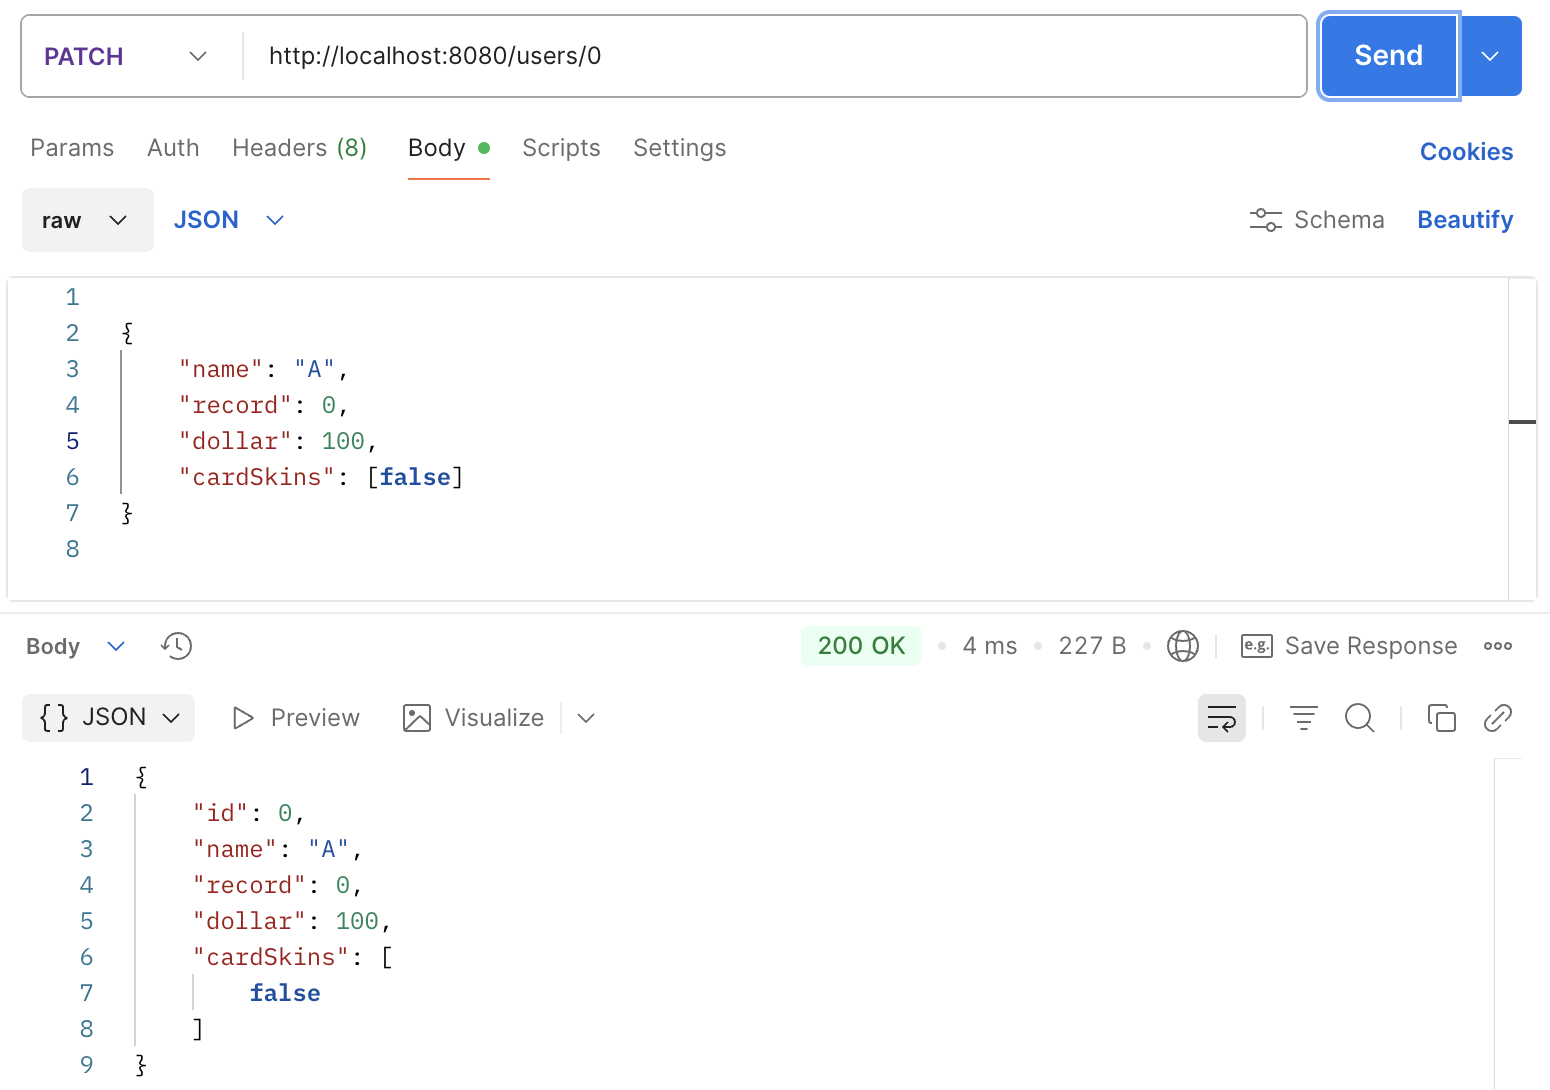 PATCH http://localhost:8080/users/0 Send
Params Auth Headers (8) Body Scripts Settings Cookies
raw JSON Schema Beautify
1
2 {
3 "name": "A",
4 "record": 0,
5 "dollar": 100,
6 "cardSkins": [false]
7 }
8
Body 200 OK • 4 ms • 227 B e.g. Save Response
{} JSON Preview Visualize
1 {
2 "id": 0,
3 "name": "A",
4 "record": 0,
5 "dollar": 100,
6 "cardSkins": [
7 false
8 ]
9 }